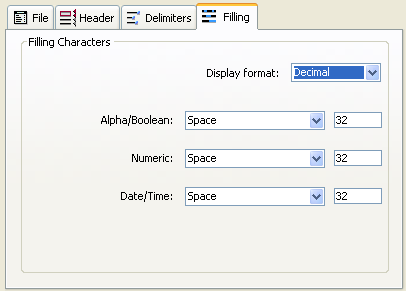 File Header Delimiters Filling
Filling Characters
Display format: Decimal
Alpha/Boolean: Space 32
Numeric: Space 32
Date/Time: Space 32